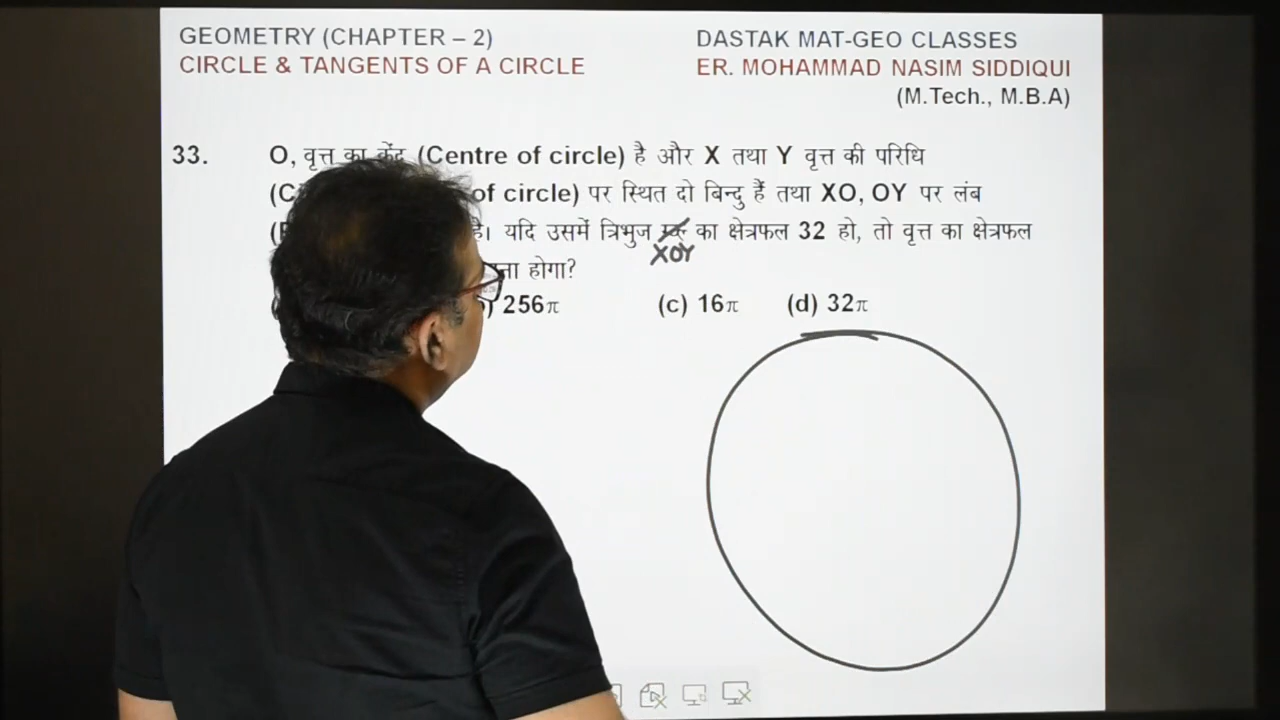 GEOMETRY (CHAPTER – 2)
CIRCLE & TANGENTS OF A CIRCLE
DASTAK MAT-GEO CLASSES
ER. MOHAMMAD NASIM SIDDIQUI
(M.Tech., M.B.A)
33. O, वृत्त का केंद्र (Centre of circle) है और X तथा Y वृत्त की परिधि
of circle) पर स्थित दो बिन्दु हैं तथा XO, OY पर लंब
है। यदि उसमें त्रिभुज का क्षेत्रफल 32 हो, तो वृत्त का क्षेत्रफल
XOY
होगा?
256π (c) 16π (d) 32π